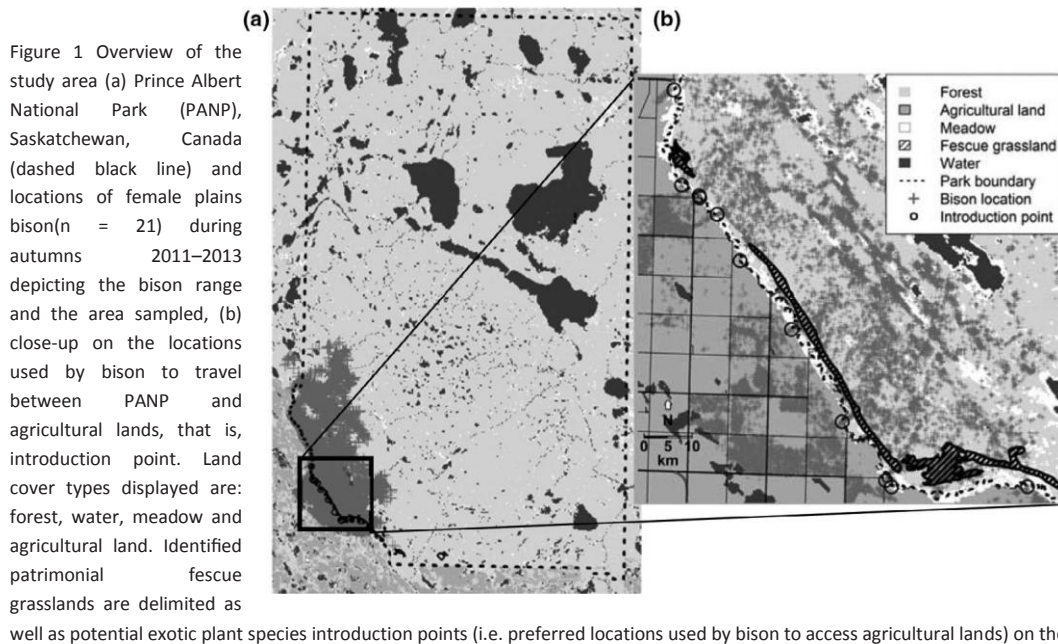 (a)
(b)
Figure 1 Overview of the
study area (a) Prince Albert
National Park (PANP),
Saskatchewan, Canada
(dashed black line) and
locations of female plains
bison(n = 21) during
autumns 2011–2013
depicting the bison range
and the area sampled, (b)
close-up on the locations
used by bison to travel
between PANP and
agricultural lands, that is,
introduction point. Land
cover types displayed are:
forest, water, meadow and
agricultural land. Identified
patrimonial fescue
grasslands are delimited as
well as potential exotic plant species introduction points (i.e. preferred locations used by bison to access agricultural lands) on the
Forest
Agricultural land
Meadow
Fescue grassland
Water
Park boundary
Bison location
Introduction point
N
0 5 10
km